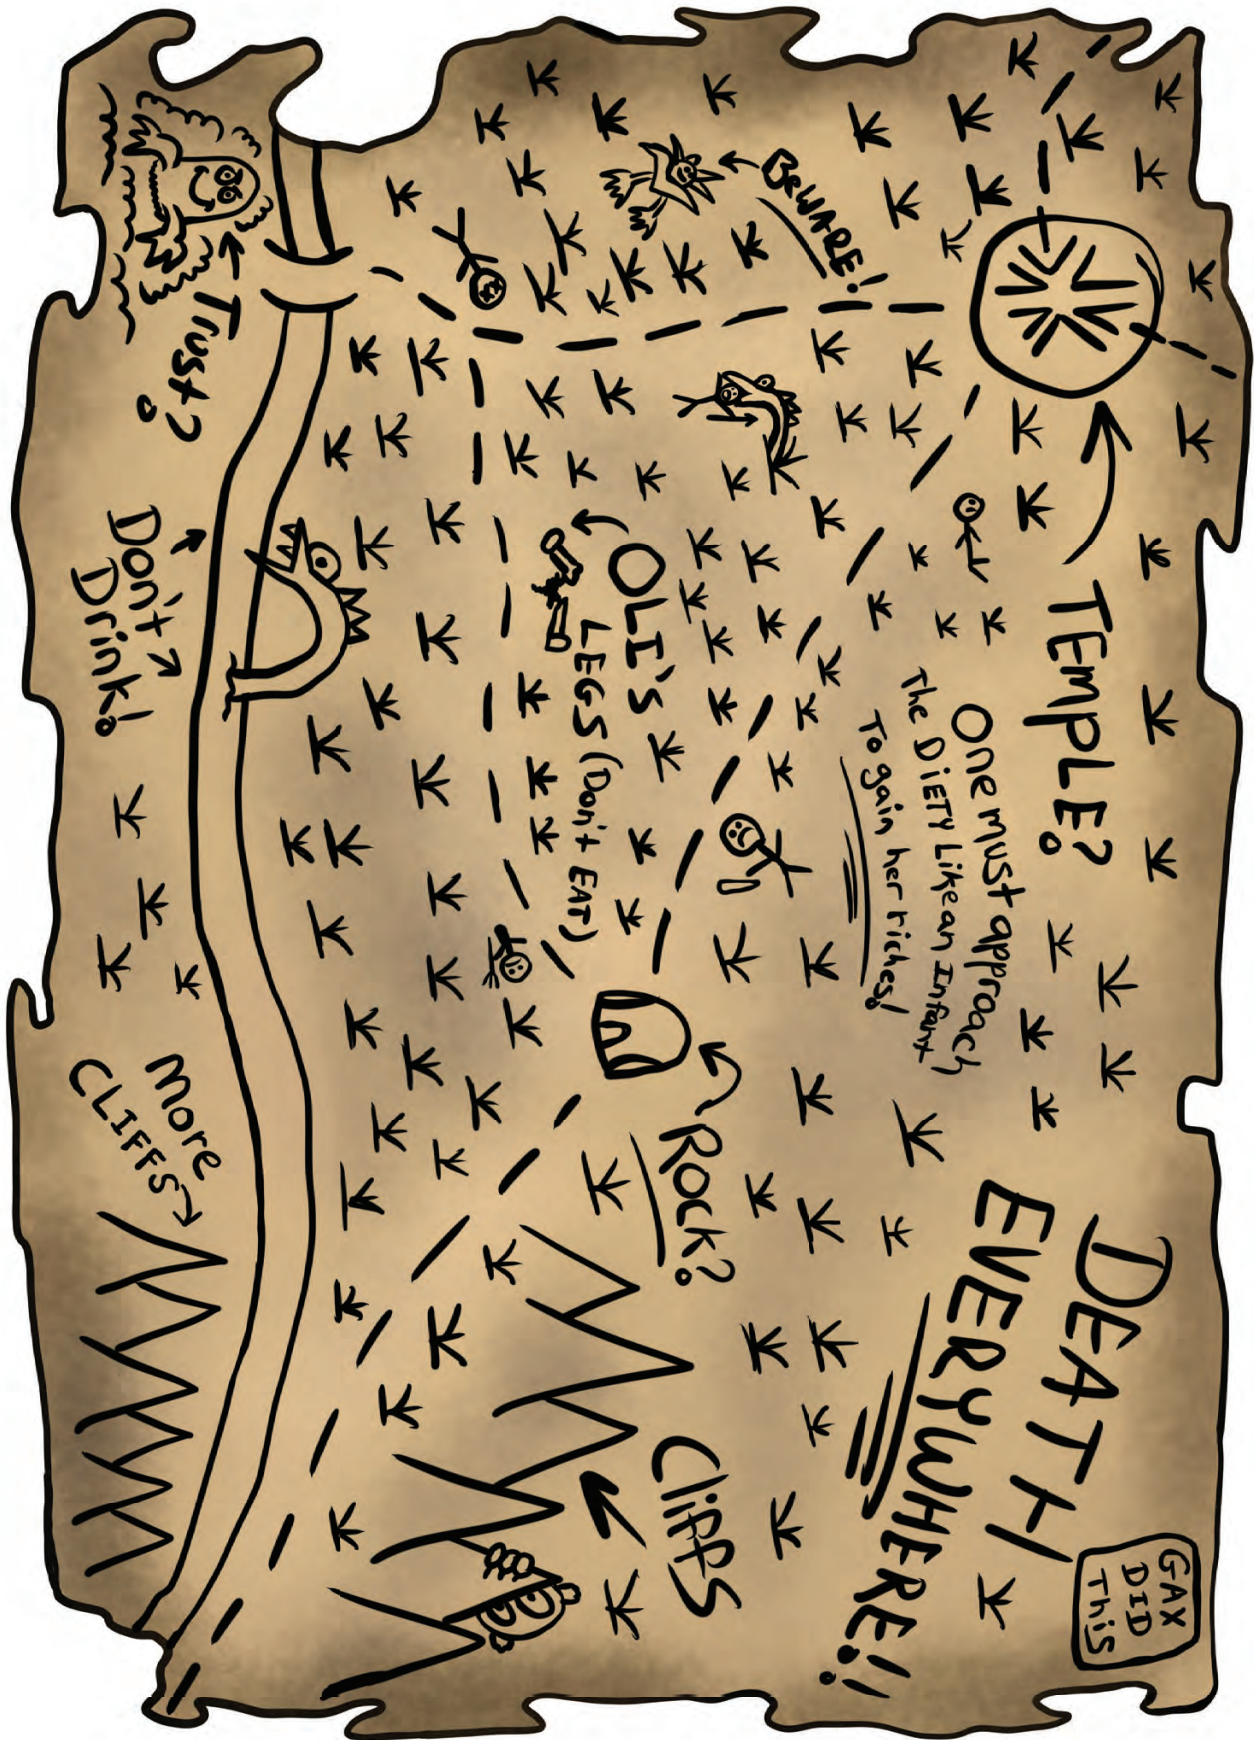 TEMPLE?
One must approach
The DiETY Like an Infant
To gain her riches!
DEATH
EVERYWHERE!!
GAX
DID
THiS
BeWARE!
OLI'S
LEGS (Don't EAT)
Rock?
CliffS
Trust?
Don't
Drink!
More
CLIFFS